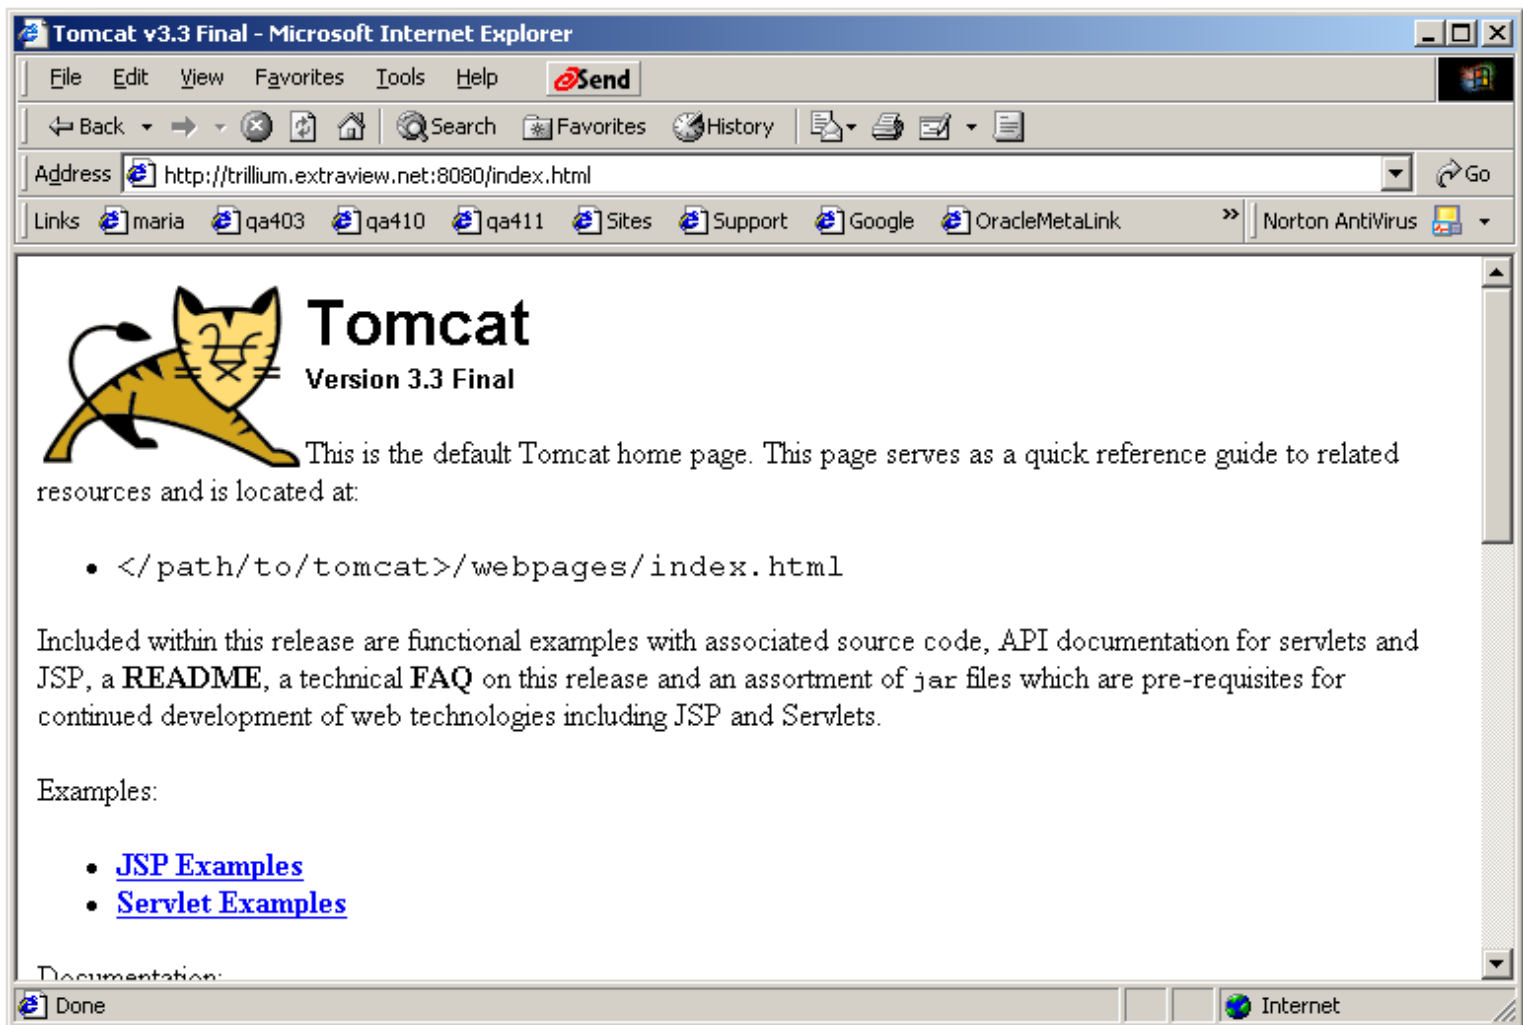 Tomcat v3.3 Final - Microsoft Internet Explorer
File Edit View Favorites Tools Help eSend
Back Search Favorites History
Address http://trillium.extraview.net:8080/index.html Go
Links maria qa403 qa410 qa411 Sites Support Google OracleMetaLink » Norton AntiVirus
Tomcat
Version 3.3 Final
This is the default Tomcat home page. This page serves as a quick reference guide to related
resources and is located at:
• </path/to/tomcat>/webpages/index.html
Included within this release are functional examples with associated source code, API documentation for servlets and
JSP, a README, a technical FAQ on this release and an assortment of jar files which are pre-requisites for
continued development of web technologies including JSP and Servlets.
Examples:
• JSP Examples
• Servlet Examples
Documentation:
Done Internet